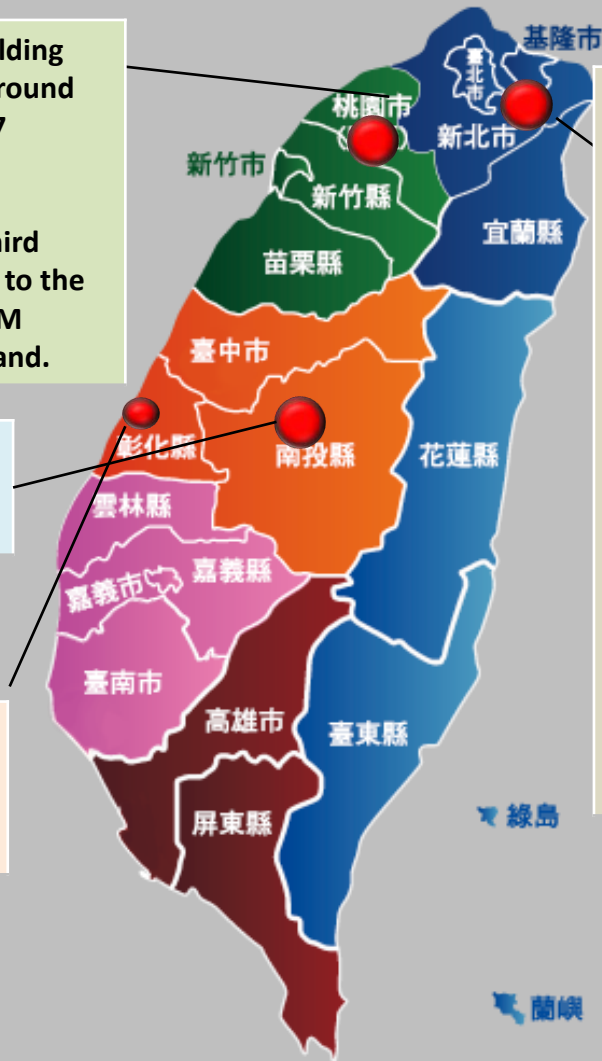 lding
round
7
hird
to the
M
and.
基隆市
臺北市
桃園市
新北市
新竹市
新竹縣
宜蘭縣
苗栗縣
臺中市
彰化縣
南投縣
花蓮縣
雲林縣
嘉義縣
嘉義市
臺南市
高雄市
臺東縣
屏東縣
綠島
蘭嶼